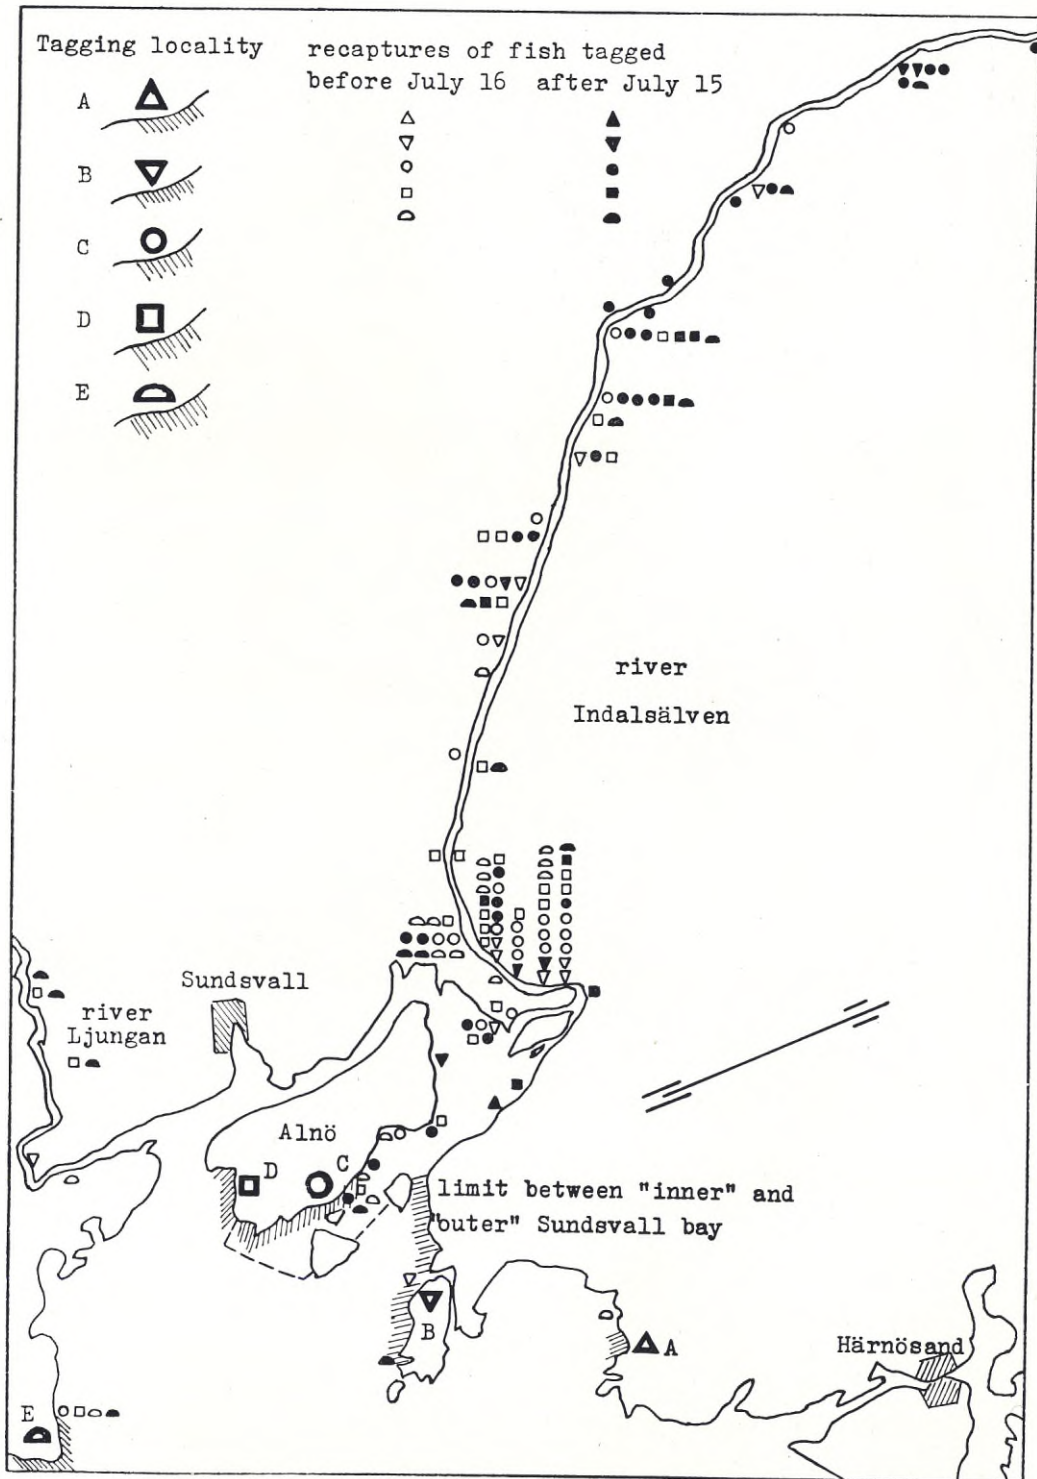 Tagging locality
recaptures of fish tagged
before July 16 after July 15
A
B
C
D
E
river
Indalsälven
Sundsvall
river
Ljungan
Alnö
D
C
limit between "inner" and
"outer" Sundsvall bay
B
A
Härnösand
E